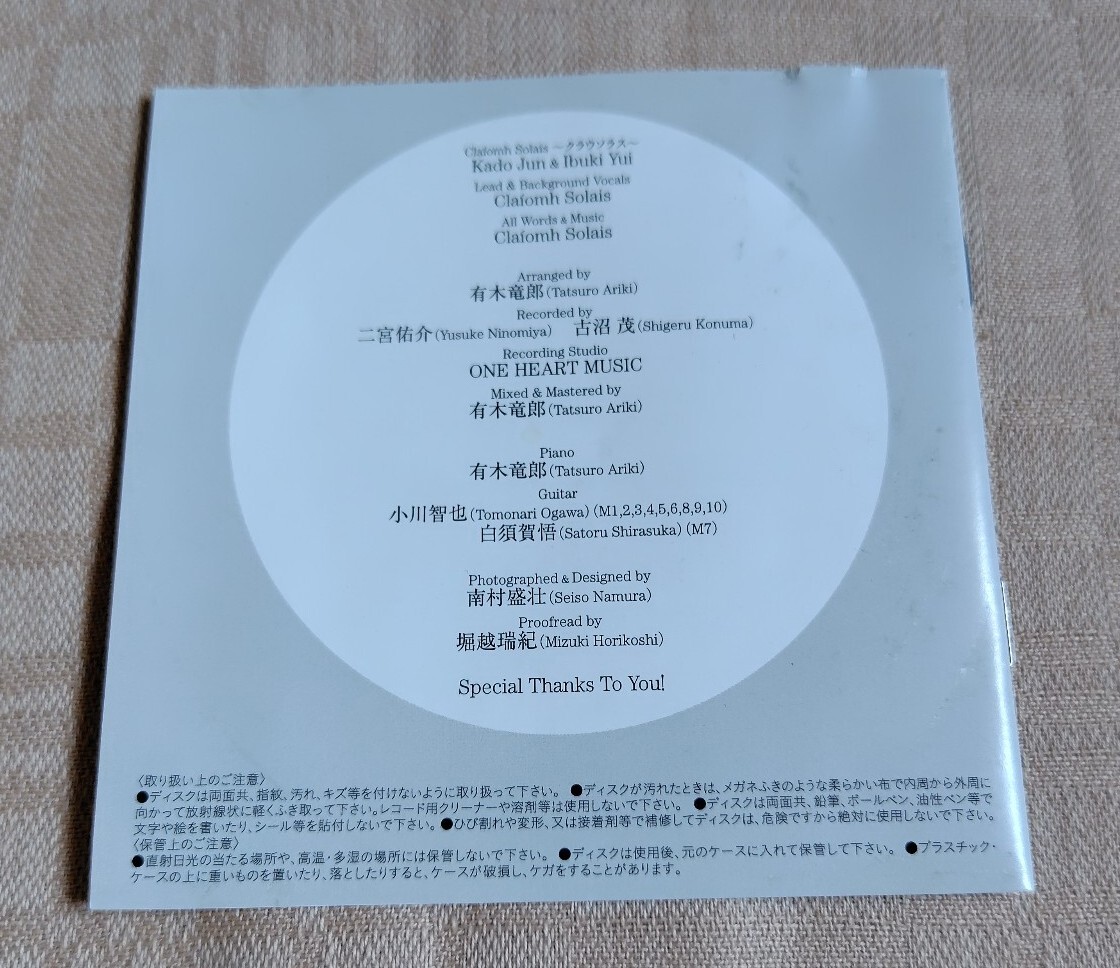 Claíomh Solais ～クラウソラス～
Kado Jun & Ibuki Yui
Lead & Background Vocals
Claíomh Solais
All Words & Music
Claíomh Solais
Arranged by
有木竜郎(Tatsuro Ariki)
Recorded by
二宮佑介(Yusuke Ninomiya) 古沼 茂(Shigeru Konuma)
Recording Studio
ONE HEART MUSIC
Mixed & Mastered by
有木竜郎(Tatsuro Ariki)
Piano
有木竜郎(Tatsuro Ariki)
Guitar
小川智也(Tomonari Ogawa) (M1,2,3,4,5,6,8,9,10)
白須賀悟(Satoru Shirasuka) (M7)
Photographed & Designed by
南村盛壮(Seiso Namura)
Proofread by
堀越瑞紀(Mizuki Horikoshi)
Special Thanks To You!
〈取り扱い上のご注意〉
●ディスクは両面共、指紋、汚れ、キズ等を付けないように取り扱って下さい。 ●ディスクが汚れたときは、メガネふきのような柔らかい布で内周から外周に
向かって放射線状に軽くふき取って下さい。レコード用クリーナーや溶剤等は使用しないで下さい。 ●ディスクは両面共、鉛筆、ボールペン、油性ペン等で
文字や絵を書いたり、シール等を貼付しないで下さい。●ひび割れや変形、又は接着剤等で補修してディスクは、危険ですから絶対に使用しないで下さい。
〈保管上のご注意〉
●直射日光の当たる場所や、高温・多湿の場所には保管しないで下さい。 ●ディスクは使用後、元のケースに入れて保管して下さい。 ●プラスチック・
ケースの上に重いものを置いたり、落としたりすると、ケースが破損し、ケガをすることがあります。